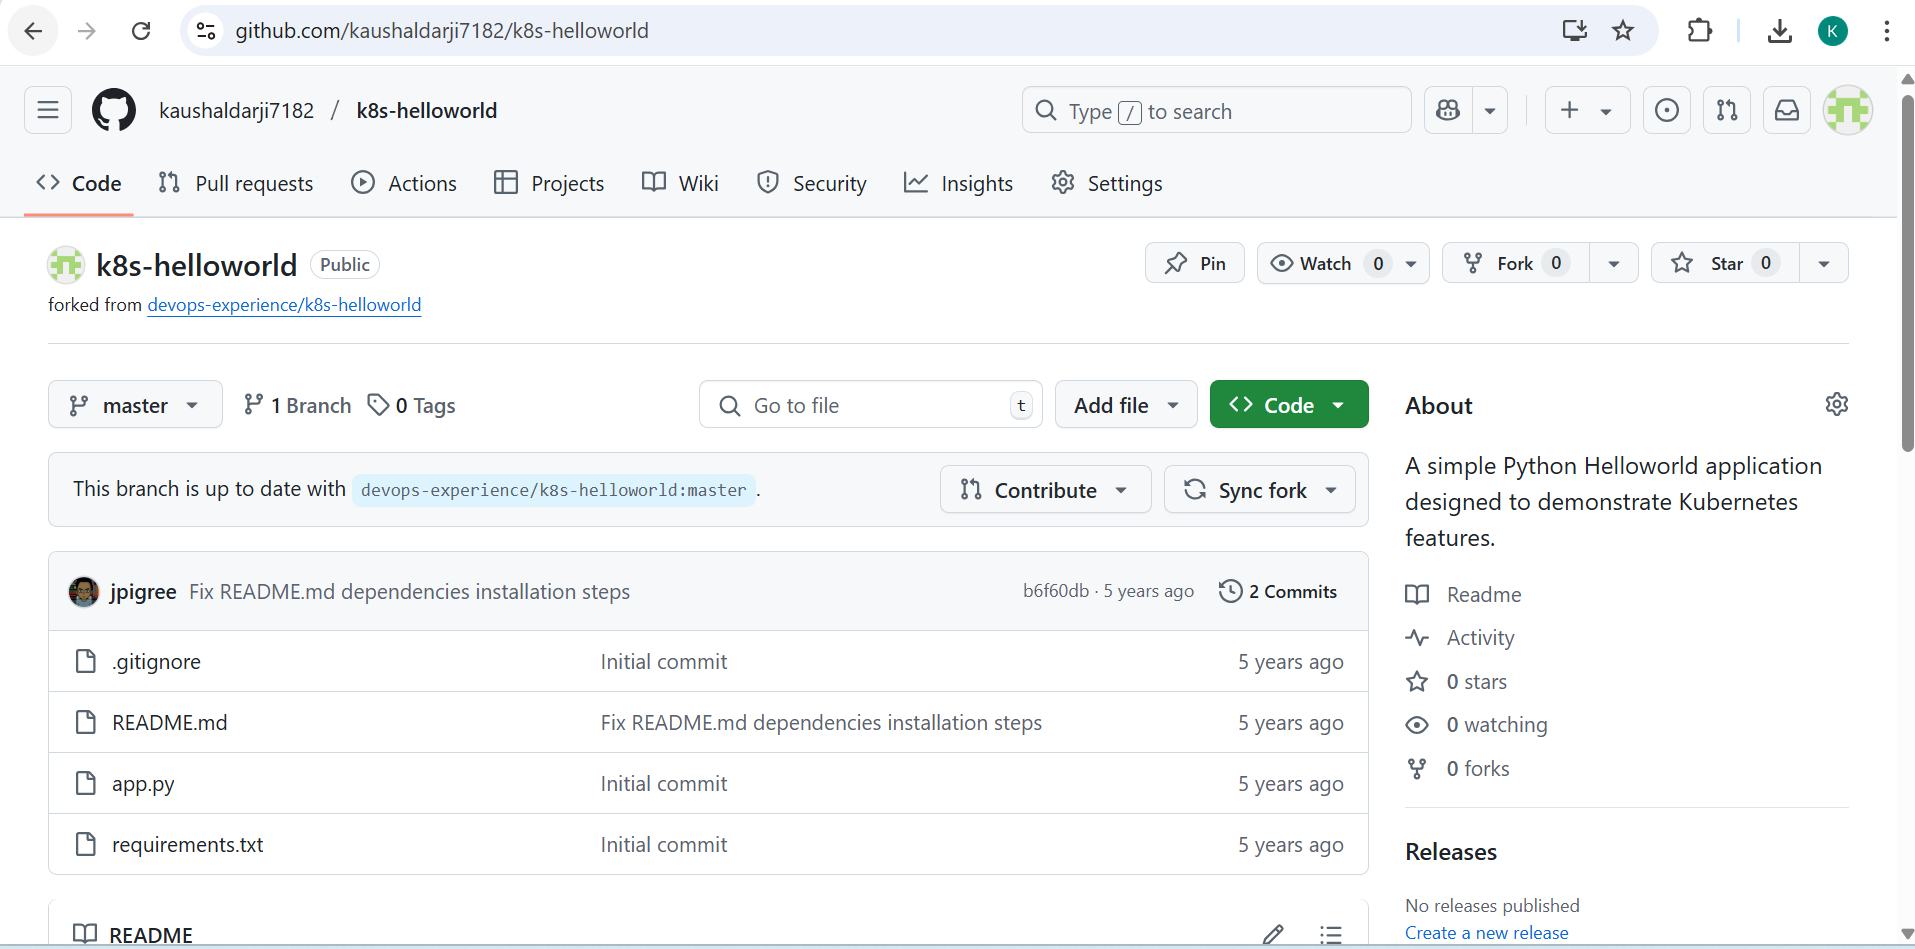 github.com/kaushaldarji7182/k8s-helloworld
K
kaushaldarji7182 / k8s-helloworld
Type / to search
Code Pull requests Actions Projects Wiki Security Insights Settings
k8s-helloworld Public
Pin Watch 0 Fork 0 Star 0
forked from devops-experience/k8s-helloworld
master 1 Branch 0 Tags Go to file t Add file Code
This branch is up to date with devops-experience/k8s-helloworld:master .
Contribute Sync fork
jpigree Fix README.md dependencies installation steps b6f60db · 5 years ago 2 Commits
.gitignore Initial commit 5 years ago
README.md Fix README.md dependencies installation steps 5 years ago
app.py Initial commit 5 years ago
requirements.txt Initial commit 5 years ago
README
About
A simple Python Helloworld application
designed to demonstrate Kubernetes
features.
Readme
Activity
0 stars
0 watching
0 forks
Releases
No releases published
Create a new release